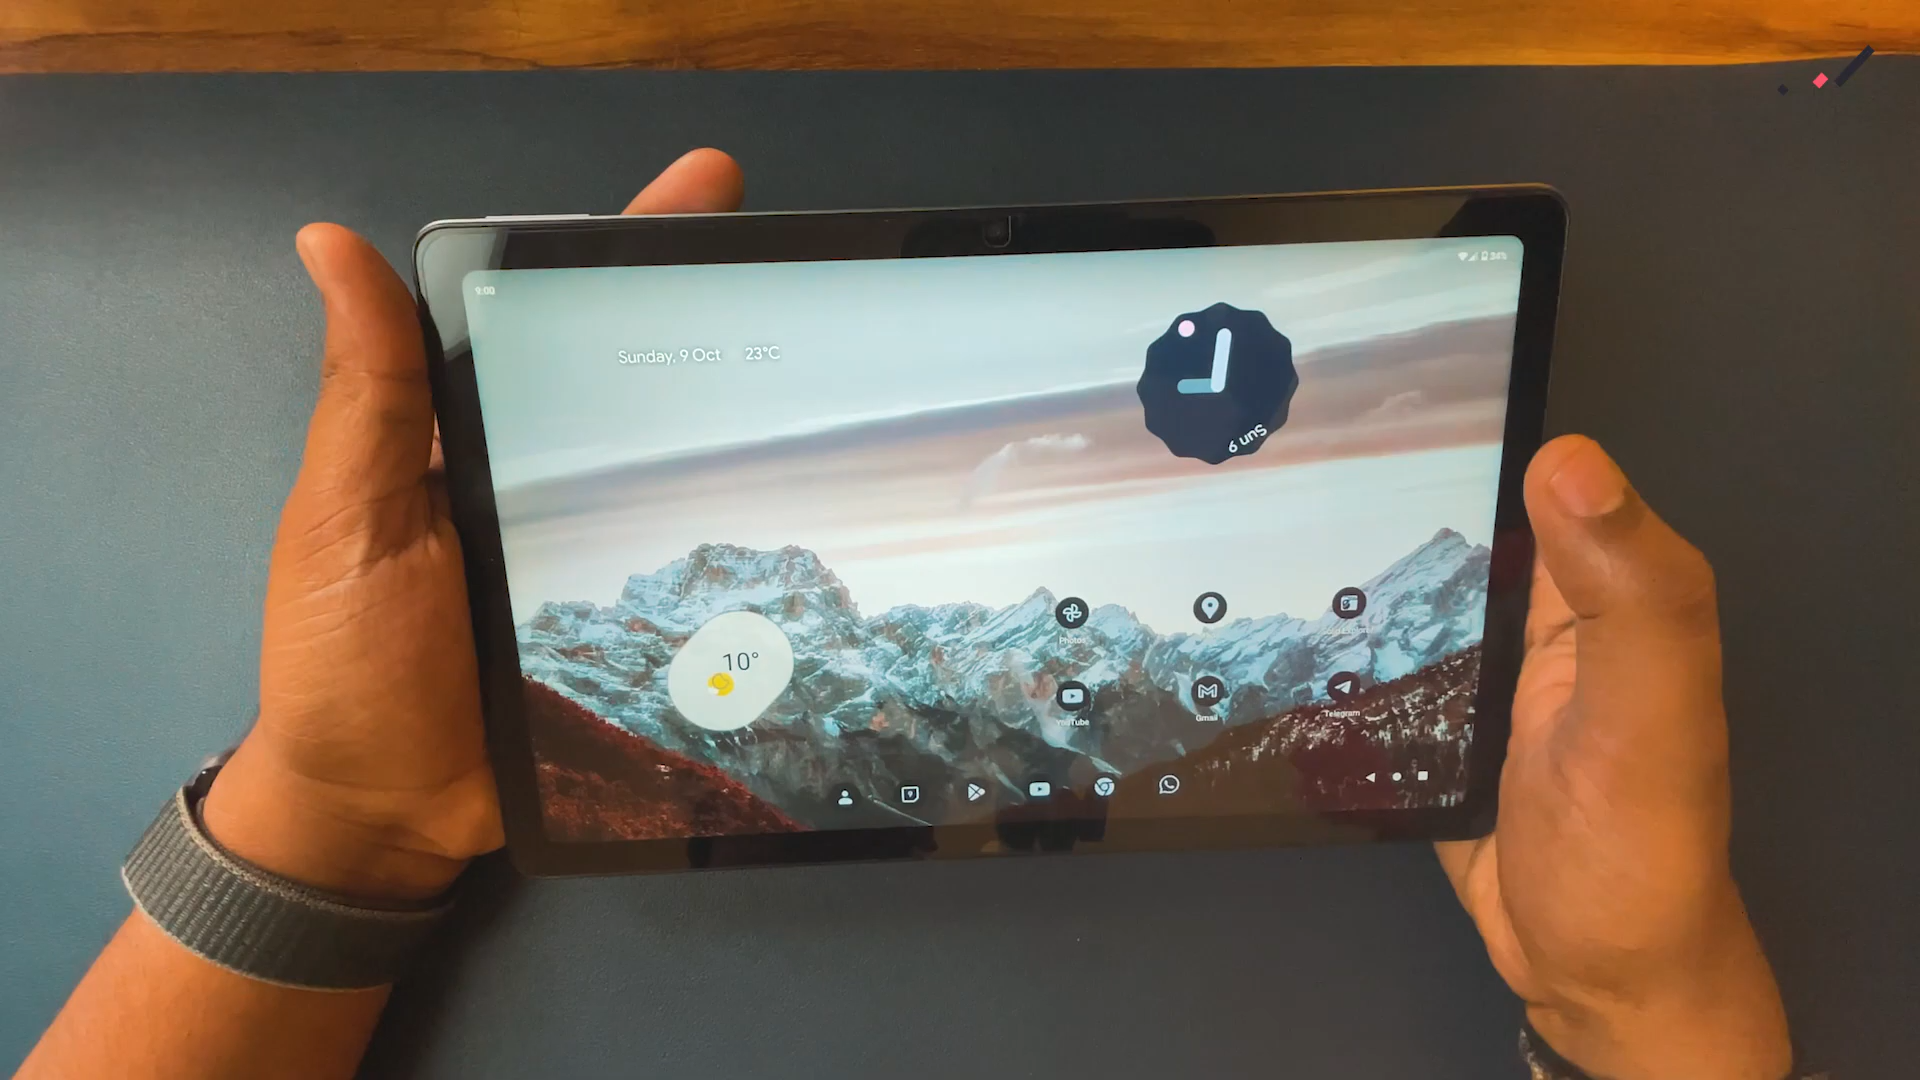 9:00
Sunday, 9 Oct 23°C
Sun 9
10°
Photos
YouTube
Gmail
Telegram